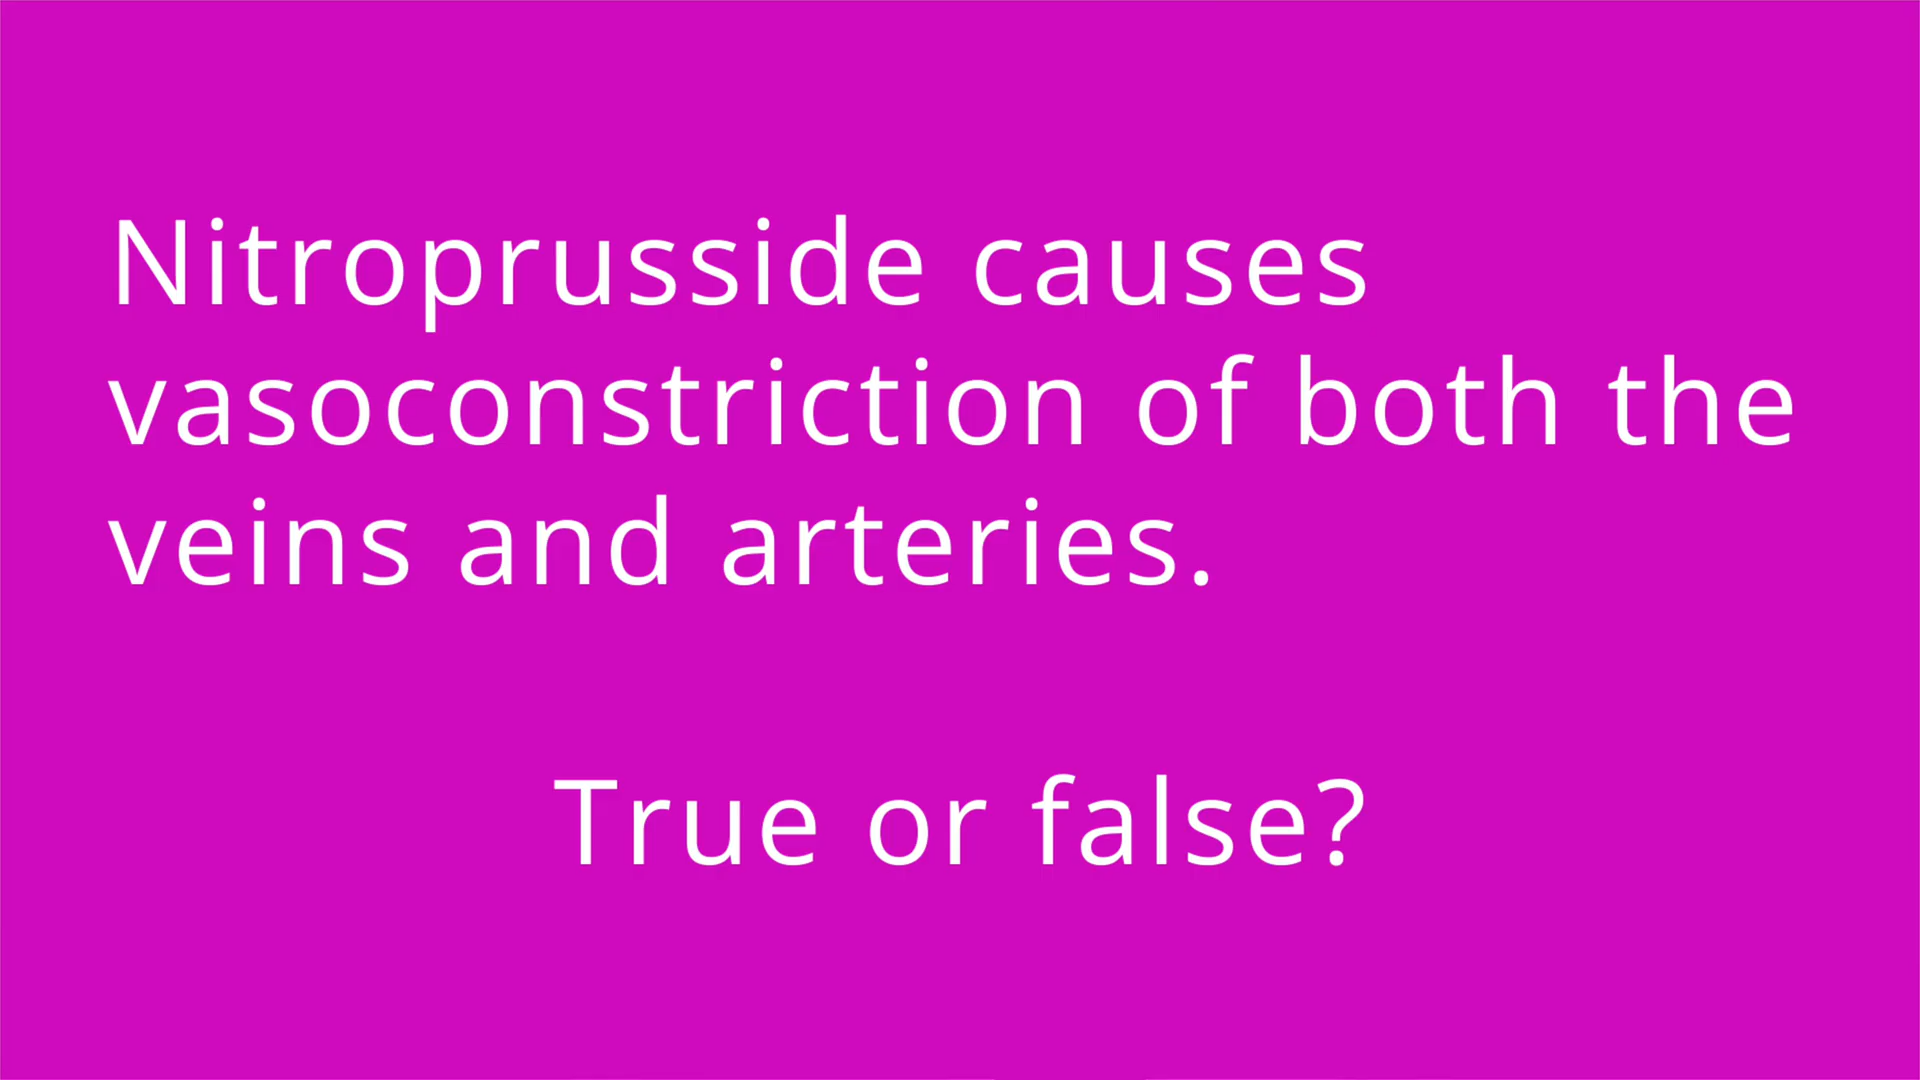 Nitroprusside causes
vasoconstriction of both the
veins and arteries.
True or false?